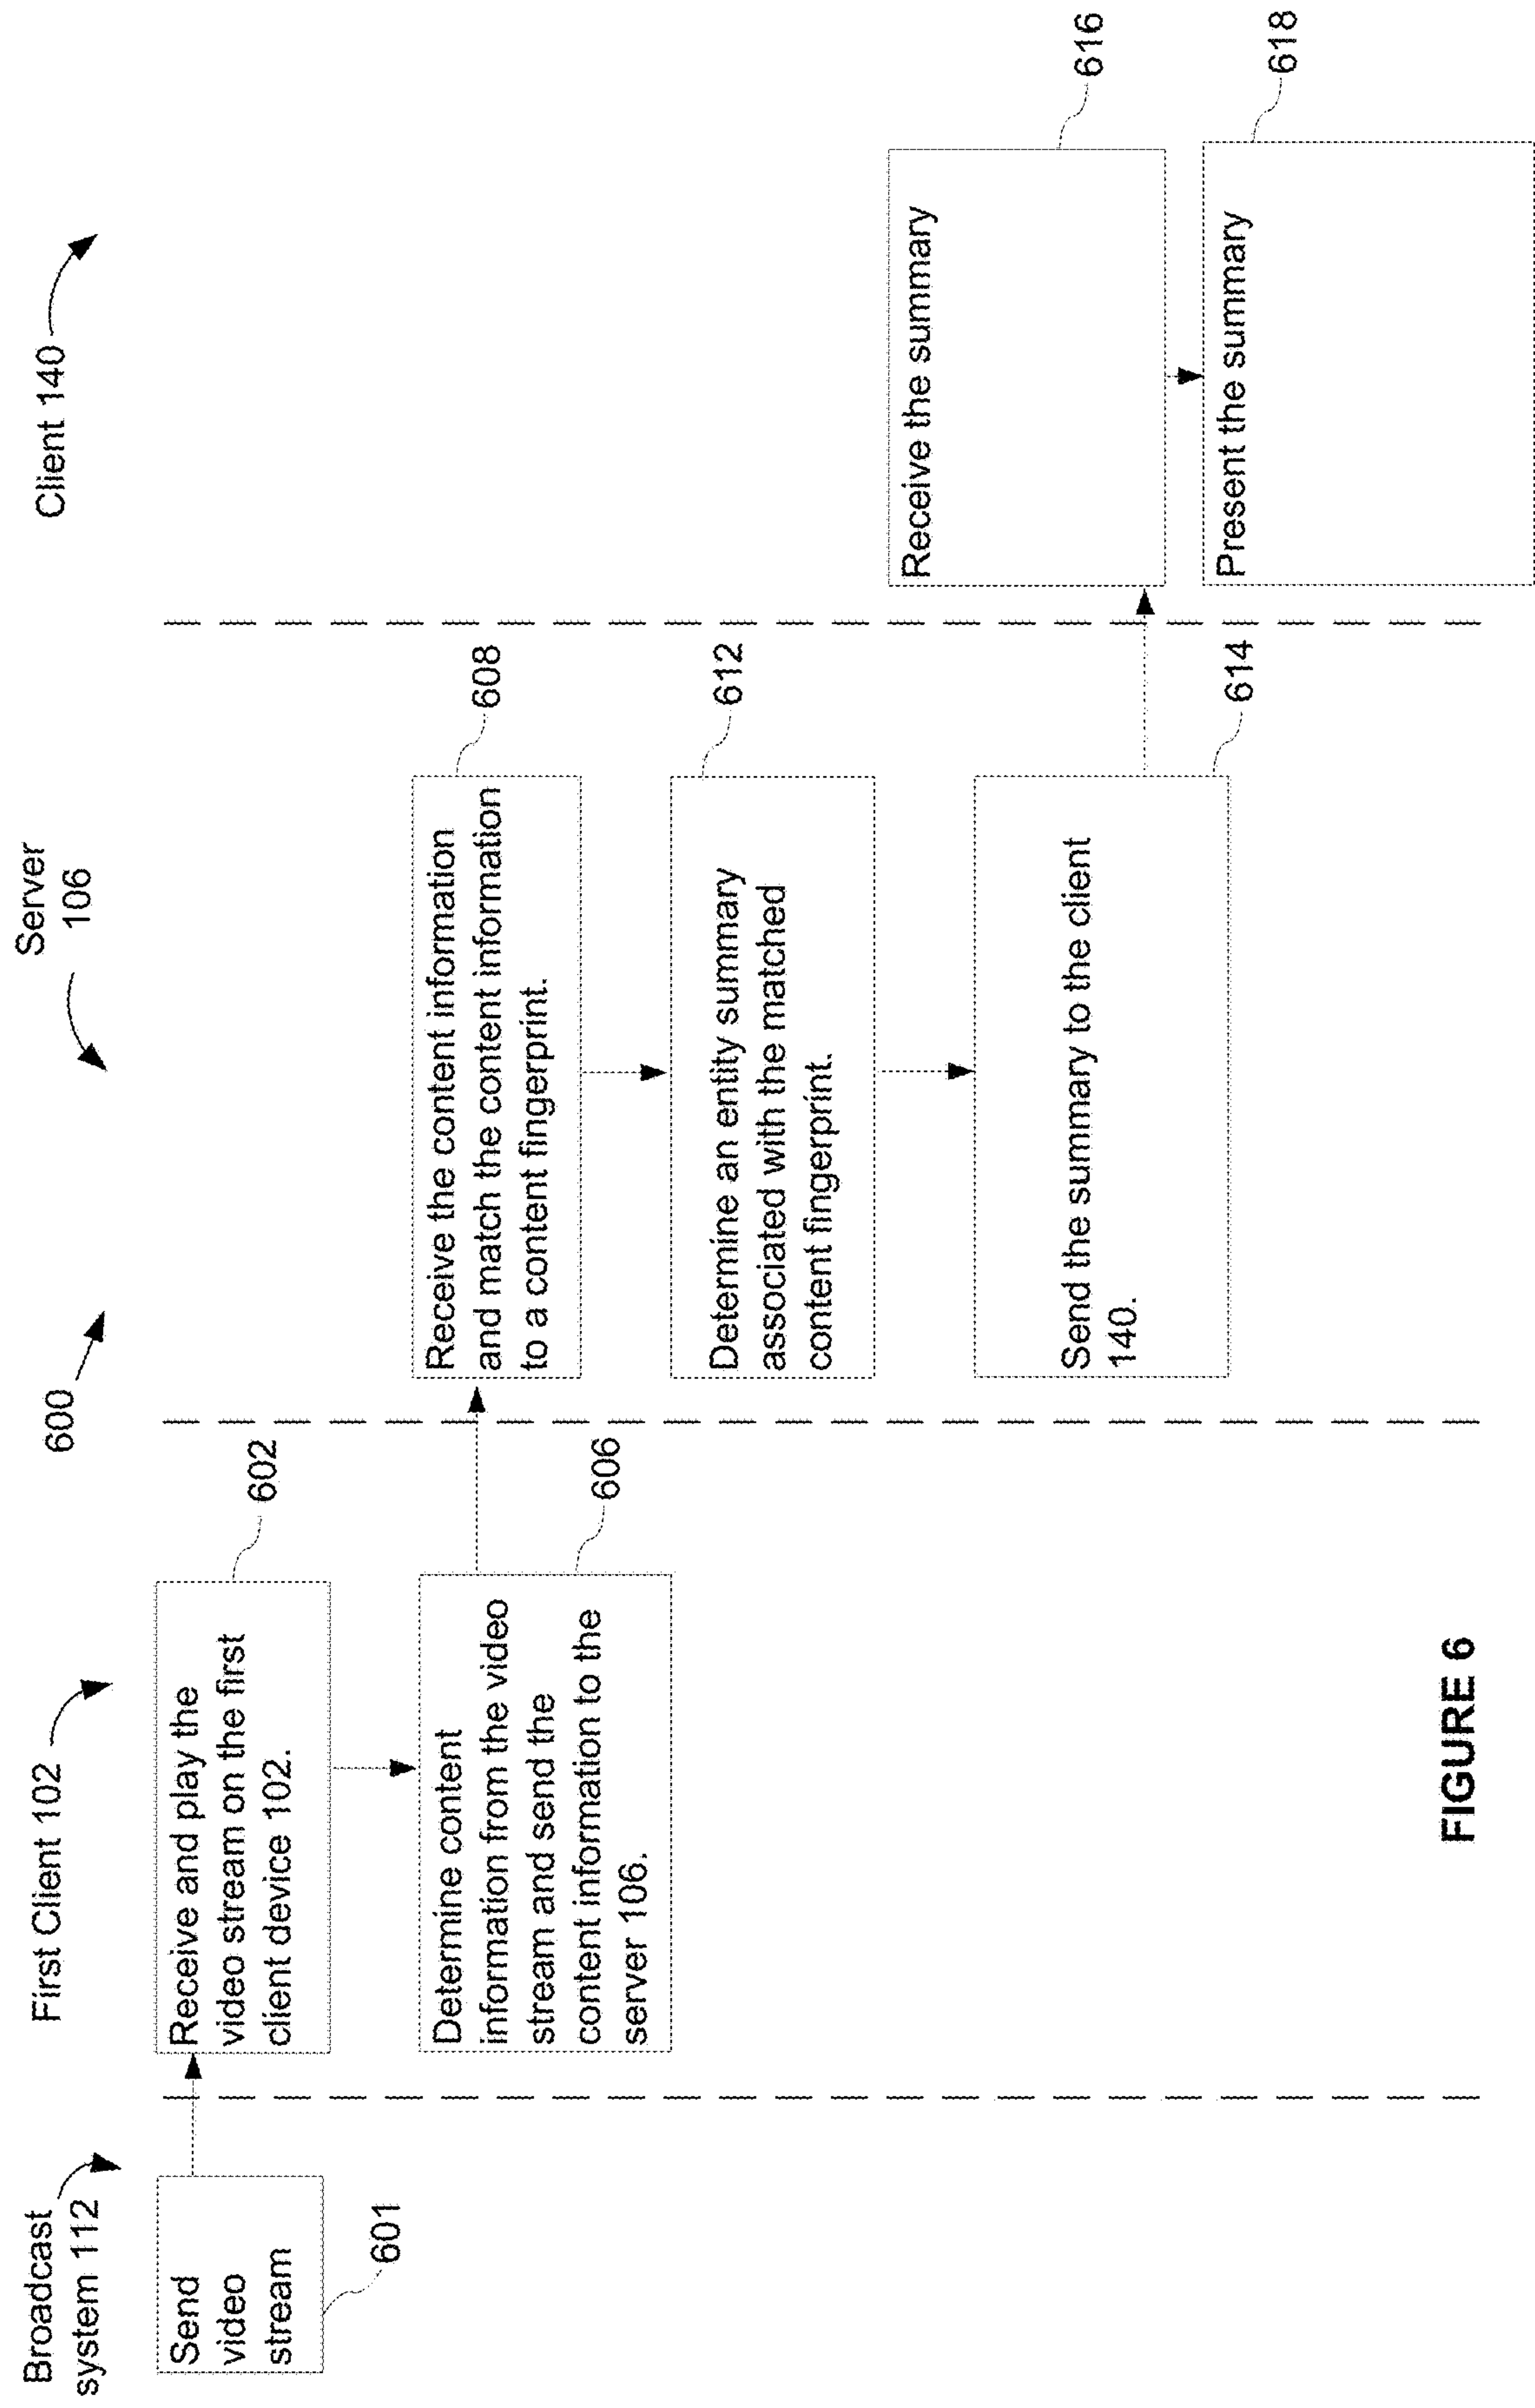 600
Broadcast
system 112
First Client 102
Server
106
Client 140
Send
video
stream
601
Receive and play the
video stream on the first
client device 102.
602
Determine content
information from the video
stream and send the
content information to the
server 106.
606
Receive the content information
and match the content information
to a content fingerprint.
608
Determine an entity summary
associated with the matched
content fingerprint.
612
Send the summary to the client
140.
614
Receive the summary
616
Present the summary
618
FIGURE 6